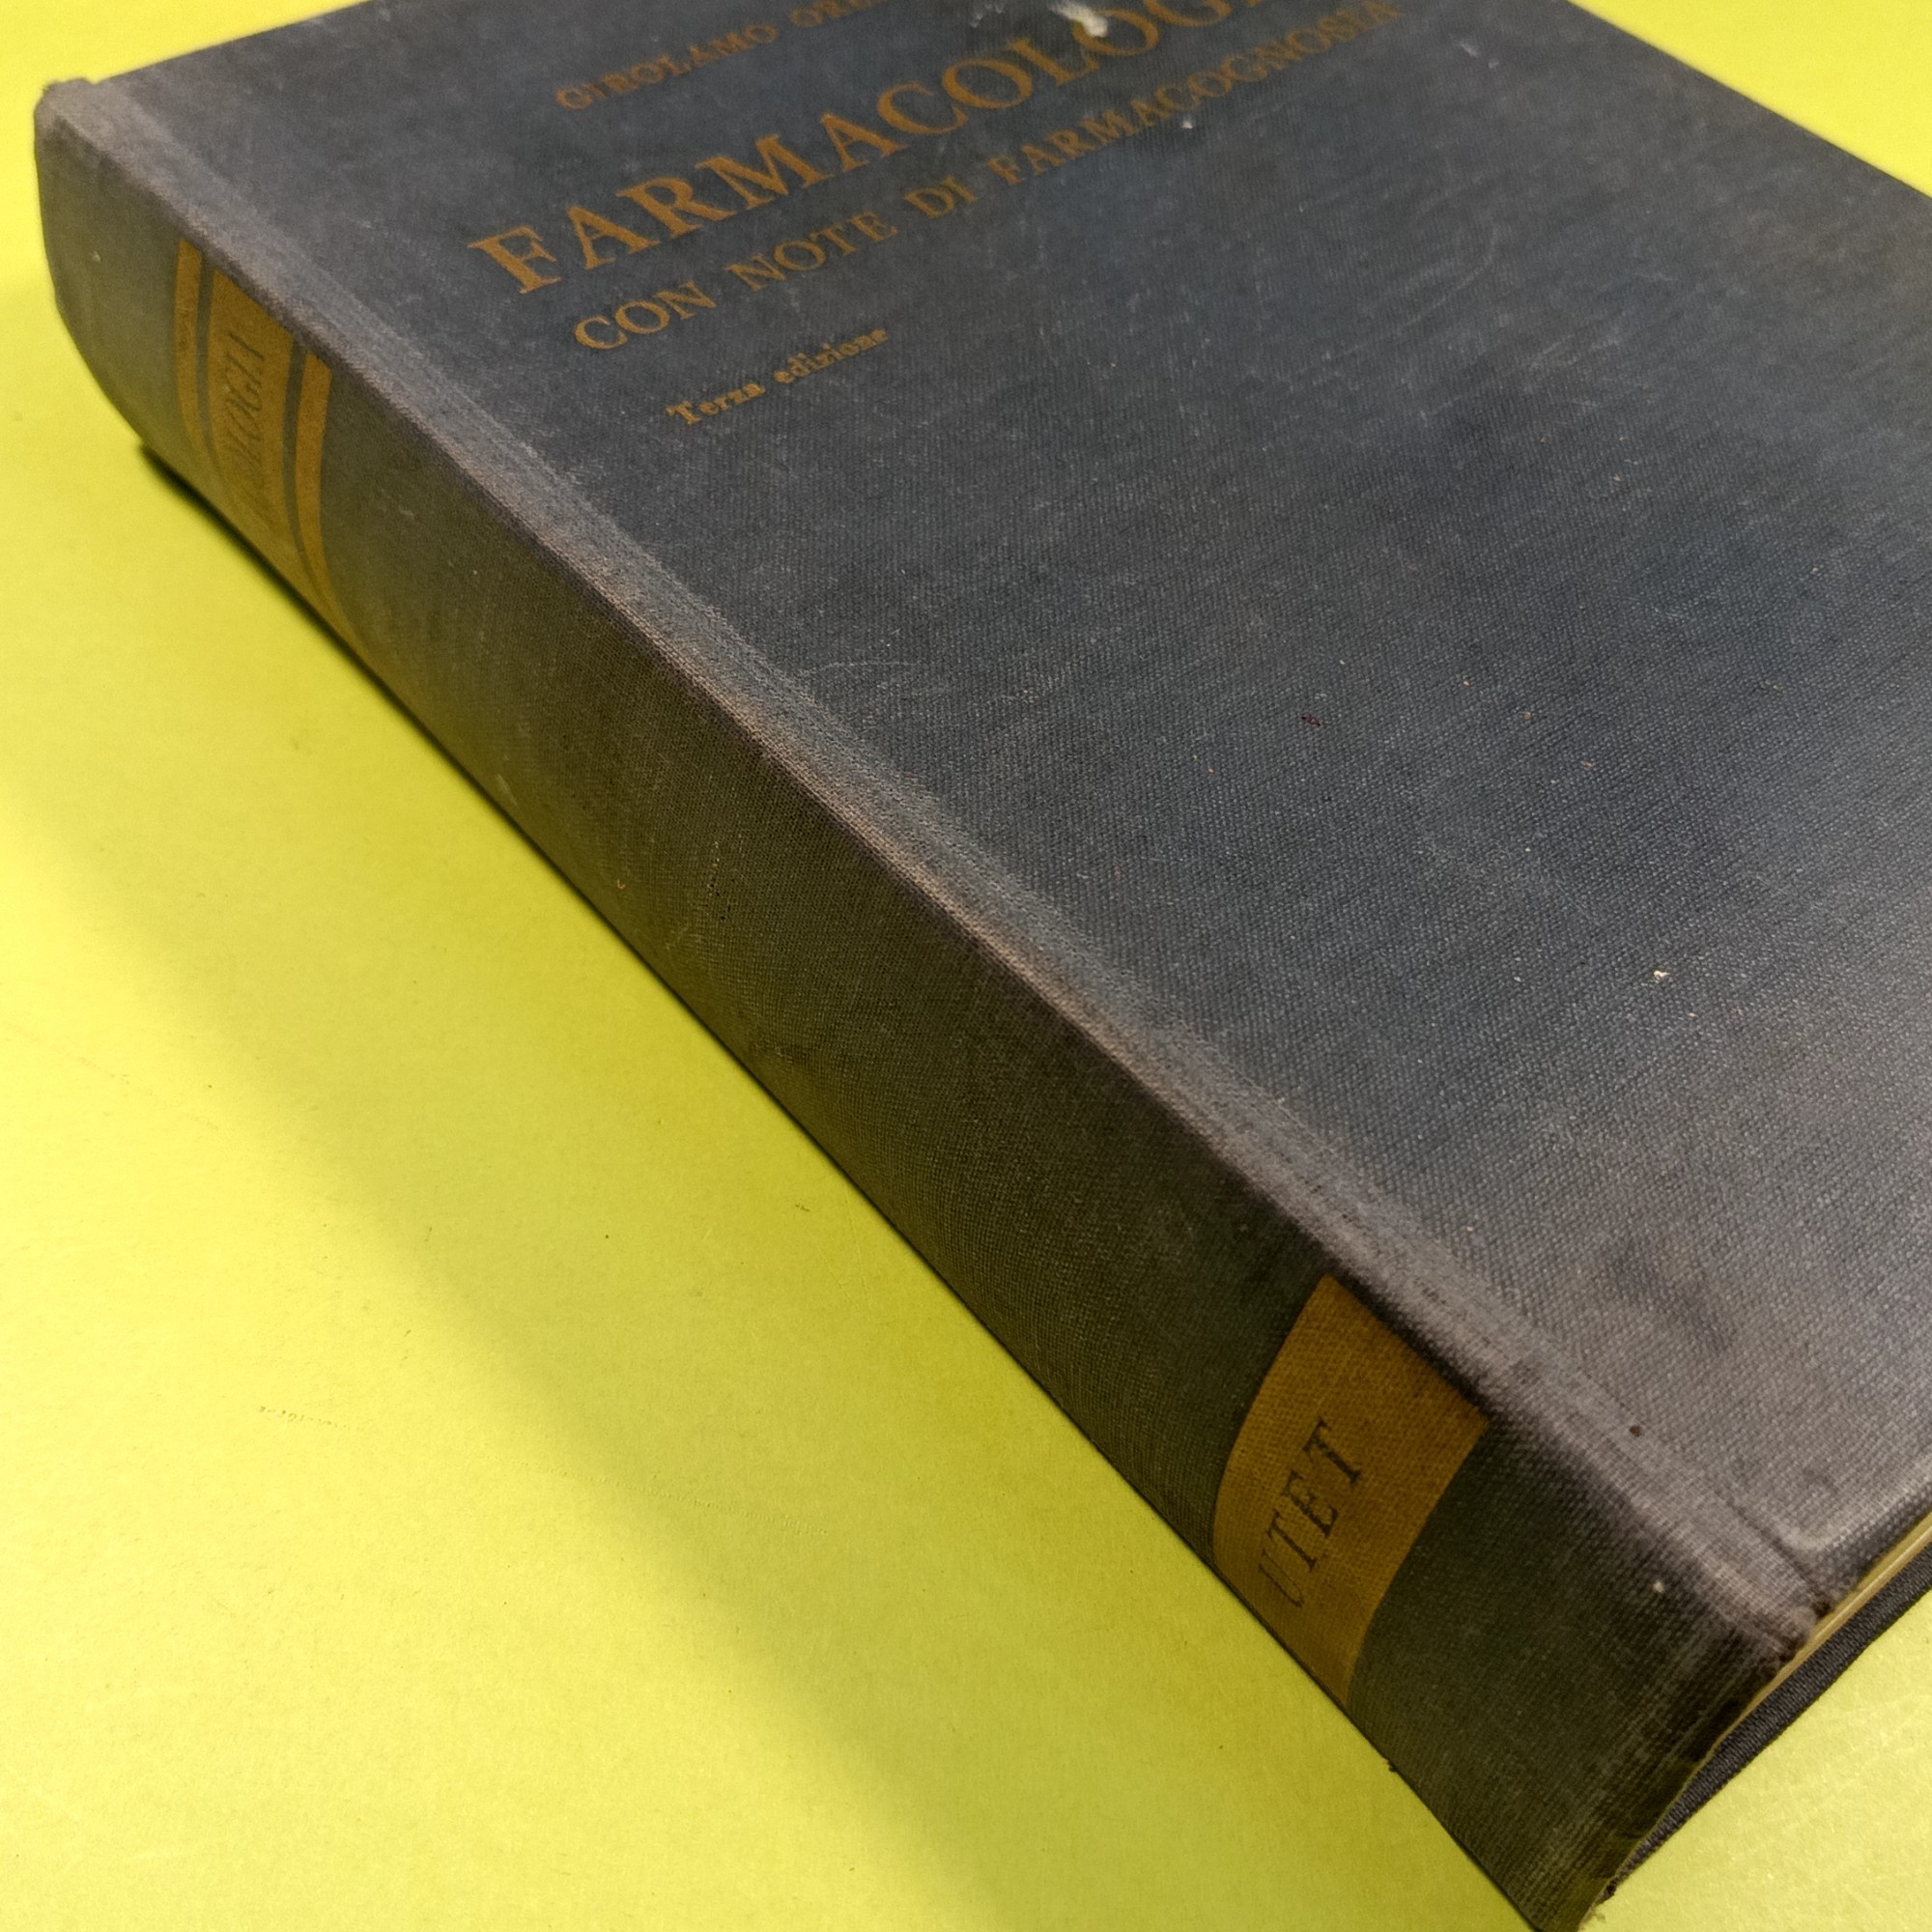 GIROLAMO
FARMACOLOGI
CON NOTE DI FARMACOGNOSIA
Terza edizione
UTET